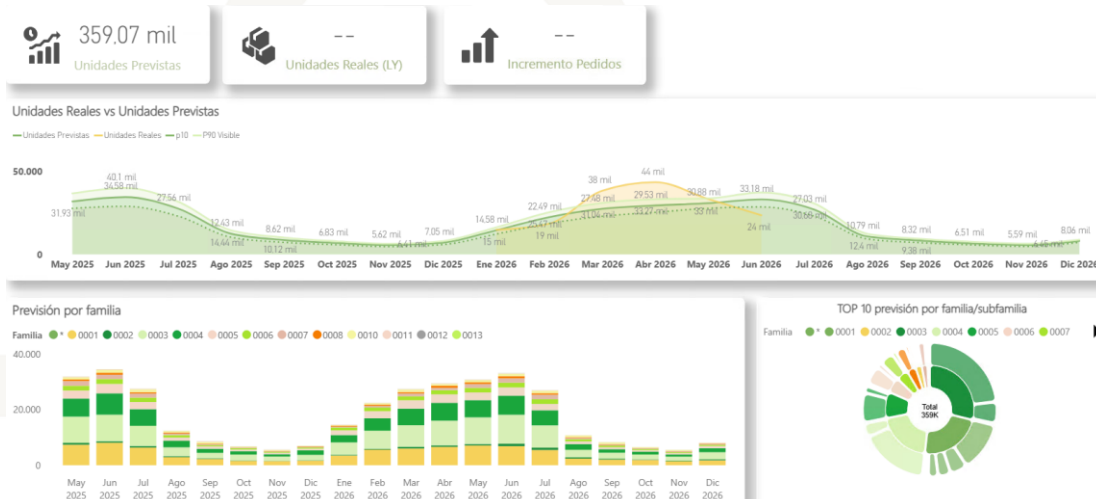 359,07 mil
Unidades Previstas
--
Unidades Reales (LY)
--
Incremento Pedidos
Unidades Reales vs Unidades Previstas
Unidades Previstas Unidades Reales p10 P90 Visible
50.000
0
31.93 mil
40.1 mil
34.58 mil
27.56 mil
12.43 mil
14.44 mil
8.62 mil
10.12 mil
6.83 mil
5.62 mil
6.41 mil
7.05 mil
14.58 mil
15 mil
22.49 mil
25.47 mil
19 mil
38 mil
27.48 mil
31.04 mil
44 mil
29.53 mil
33.27 mil
30.88 mil
33 mil
33.18 mil
24 mil
27.03 mil
30.66 mil
10.79 mil
12.4 mil
8.32 mil
9.38 mil
6.51 mil
5.59 mil
6.45 mil
8.06 mil
May 2025 Jun 2025 Jul 2025 Ago 2025 Sep 2025 Oct 2025 Nov 2025 Dic 2025 Ene 2026 Feb 2026 Mar 2026 Abr 2026 May 2026 Jun 2026 Jul 2026 Ago 2026 Sep 2026 Oct 2026 Nov 2026 Dic 2026
Previsión por familia
Familia * 0001 0002 0003 0004 0005 0006 0007 0008 0010 0011 0012 0013
40.000
20.000
0
May Jun Jul Ago Sep Oct Nov Dic Ene Feb Mar Abr May Jun Jul Ago Sep Oct Nov Dic
2025 2025 2025 2025 2025 2025 2025 2025 2026 2026 2026 2026 2026 2026 2026 2026 2026 2026 2026 2026
TOP 10 previsión por familia/subfamilia
Familia * 0001 0002 0003 0004 0005 0006 0007
Total
359K